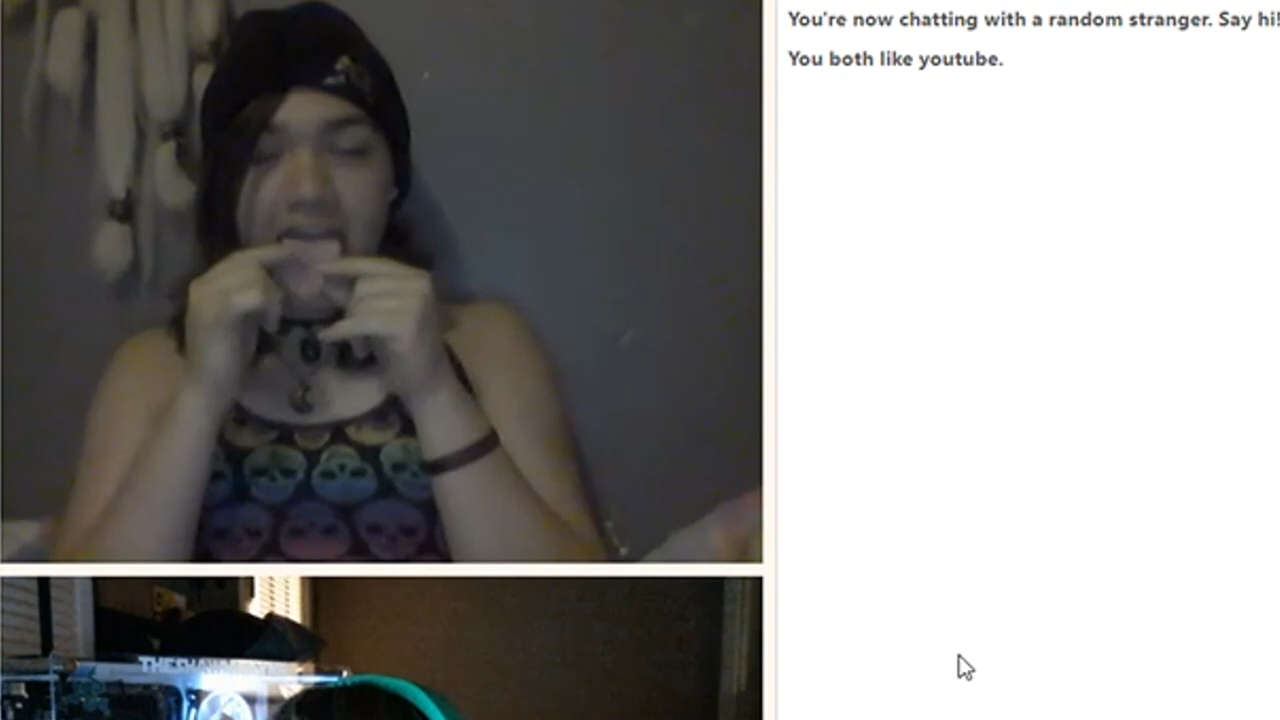 You're now chatting with a random stranger. Say hi!
You both like youtube.